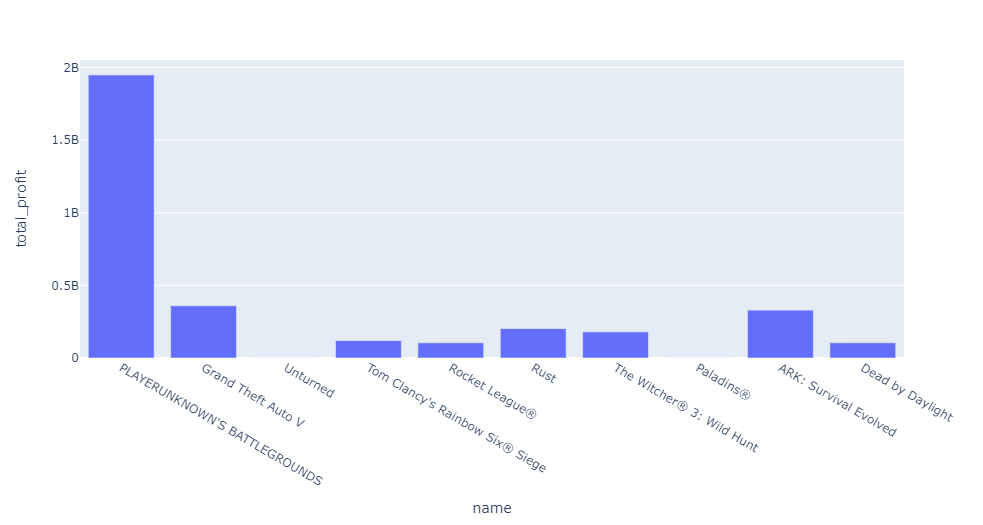 2B
1.5B
1B
0.5B
0
total_profit
PLAYERUNKNOWN'S BATTLEGROUNDS
Grand Theft Auto V
Unturned
Tom Clancy's Rainbow Six® Siege
Rocket League®
Rust
The Witcher® 3: Wild Hunt
Paladins®
ARK: Survival Evolved
Dead by Daylight
name